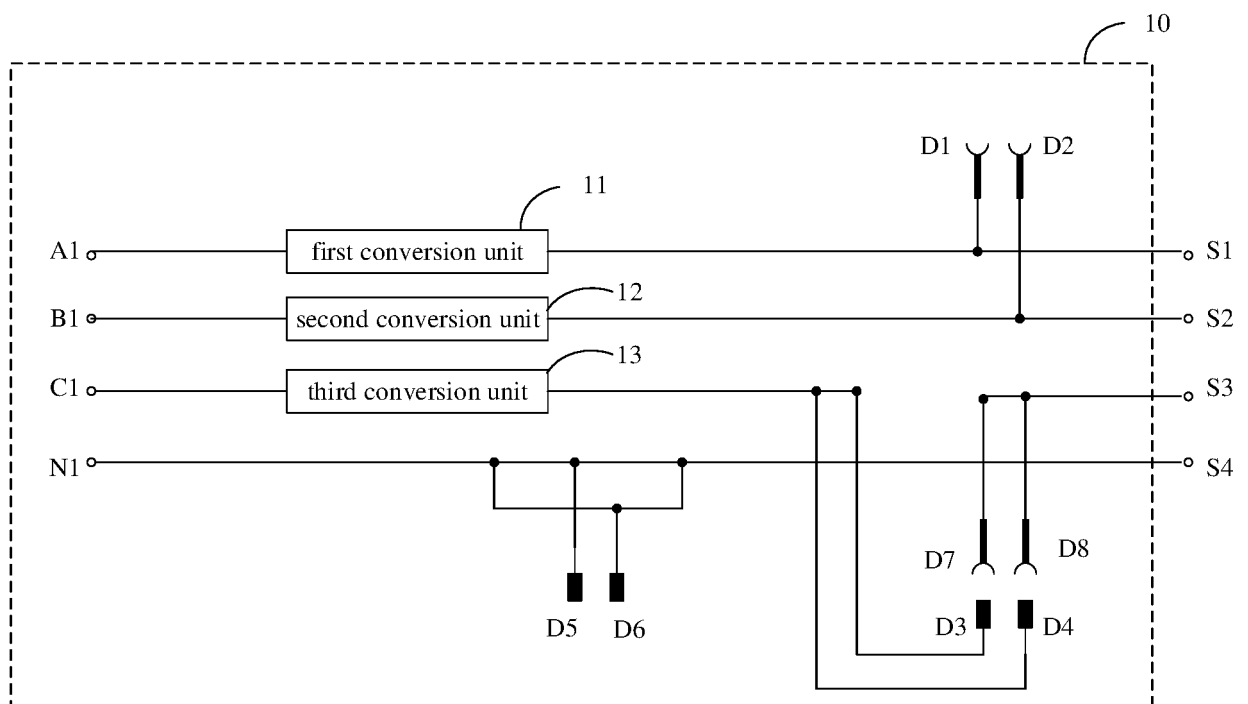 10
D1 D2
11
A1 first conversion unit S1
12
B1 second conversion unit S2
13
C1 third conversion unit S3
N1 S4
D7 D8
D5 D6 D3 D4